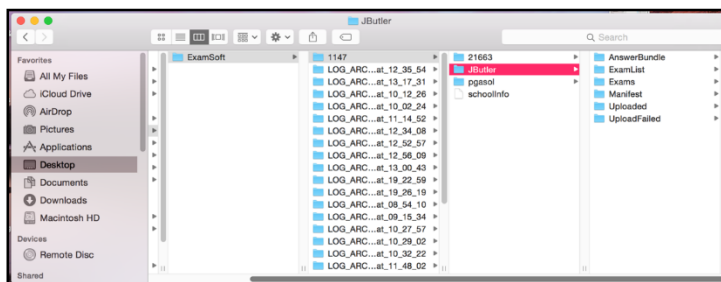 JButler
Search
Favorites
All My Files
iCloud Drive
AirDrop
Pictures
Applications
Desktop
Documents
Downloads
Macintosh HD
Devices
Remote Disc
Shared
ExamSoft
1147
LOG_ARC...at_12_35_54
LOG_ARC...at_13_17_31
LOG_ARC...at_10_12_26
LOG_ARC...at_10_02_24
LOG_ARC...at_11_14_52
LOG_ARC...at_12_34_08
LOG_ARC...at_12_52_57
LOG_ARC...at_12_56_09
LOG_ARC...at_13_00_43
LOG_ARC...at_19_22_59
LOG_ARC...at_19_26_19
LOG_ARC...at_08_54_10
LOG_ARC...at_09_15_34
LOG_ARC...at_10_27_57
LOG_ARC...at_10_29_02
LOG_ARC...at_10_32_22
LOG_ARC...at_11_48_02
21663
JButler
pgasol
schoolInfo
AnswerBundle
ExamList
Exams
Manifest
Uploaded
UploadFailed